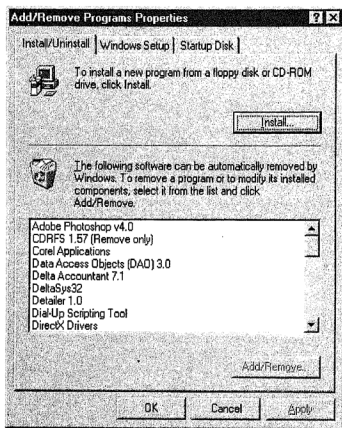 Add/Remove Programs Properties
Install/Uninstall Windows Setup Startup Disk
To install a new program from a floppy disk or CD-ROM
drive, click Install.
Install...
The following software can be automatically removed by
Windows. To remove a program or to modify its installed
components, select it from the list and click
Add/Remove.
Adobe Photoshop v4.0
CDRFS 1.57 (Remove only)
Corel Applications
Data Access Objects (DAO) 3.0
Delta Accountant 7.1
DeltaSys32
Detailer 1.0
Dial-Up Scripting Tool
DirectX Drivers
Add/Remove...
OK Cancel Apply